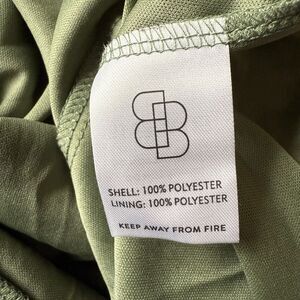 SHELL: 100% POLYESTER
LINING: 100% POLYESTER
KEEP AWAY FROM FIRE